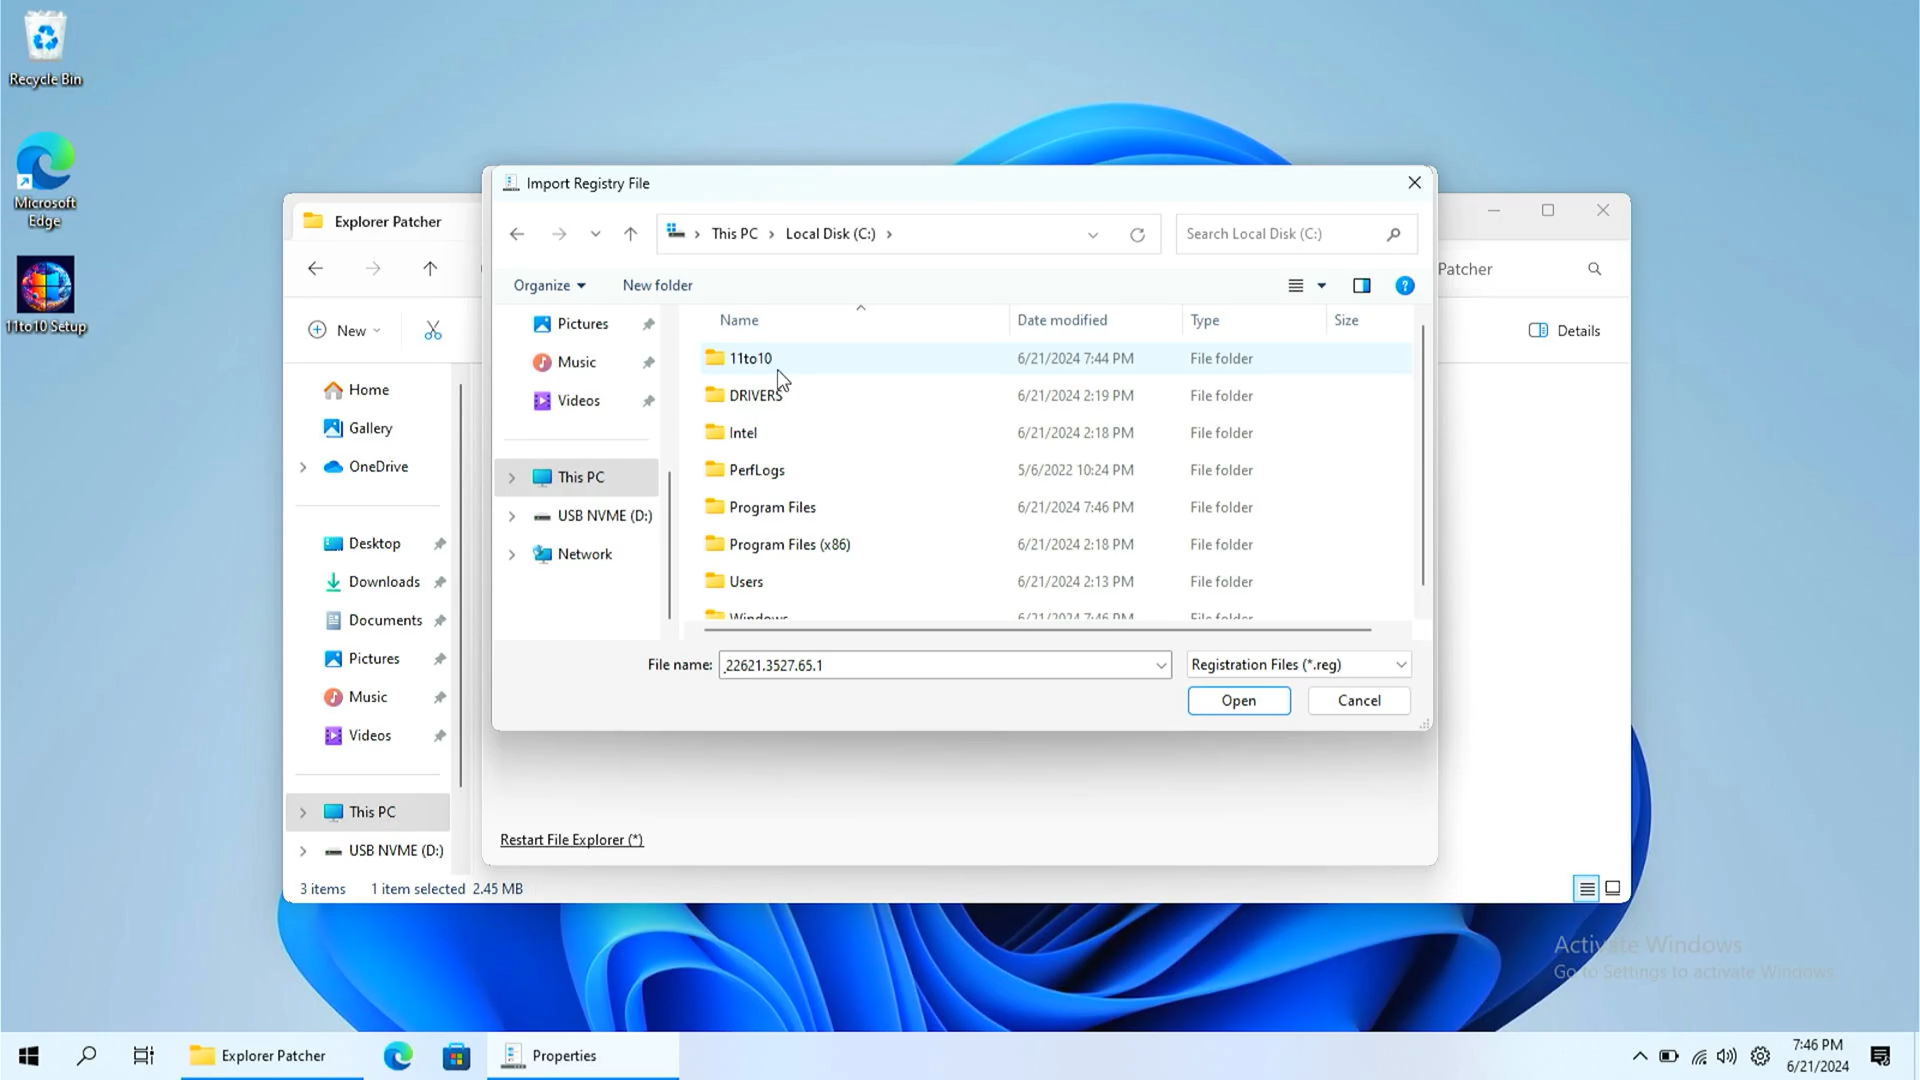 Recycle Bin
Microsoft
Edge
11to10 Setup
Explorer Patcher
New
Home
Gallery
OneDrive
Desktop
Downloads
Documents
Pictures
Music
Videos
This PC
USB NVME (D:)
3 items 1 item selected 2.45 MB
Patcher
Details
Import Registry File
This PC
Local Disk (C:)
Search Local Disk (C:)
Organize
New folder
Pictures
Music
Videos
This PC
USB NVME (D:)
Network
Name Date modified Type Size
11to10 6/21/2024 7:44 PM File folder
DRIVERS 6/21/2024 2:19 PM File folder
Intel 6/21/2024 2:18 PM File folder
PerfLogs 5/6/2022 10:24 PM File folder
Program Files 6/21/2024 7:46 PM File folder
Program Files (x86) 6/21/2024 2:18 PM File folder
Users 6/21/2024 2:13 PM File folder
Windows 6/21/2024 7:46 PM File folder
File name: _22621.3527.65.1
Registration Files (*.reg)
Open
Cancel
Restart File Explorer (*)
Activate Windows
Go to Settings to activate Windows.
Explorer Patcher
Properties
7:46 PM
6/21/2024